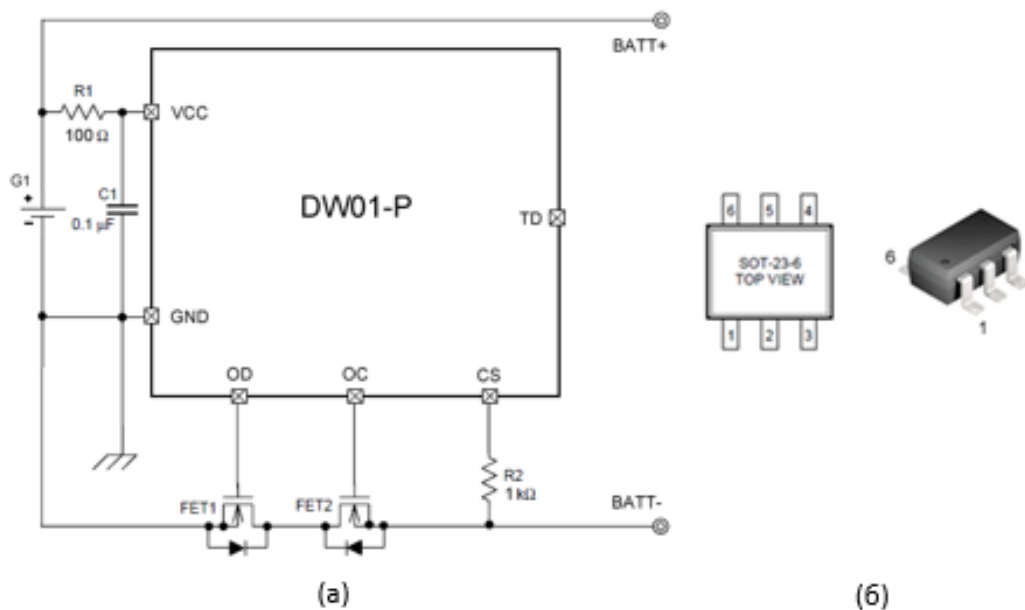 BATT+
R1
100 Ω
VCC
G1
+
-
C1
0.1 µF
DW01-P
TD
GND
OD
OC
CS
R2
1 kΩ
FET1
FET2
BATT-
(а)
6 5 4
SOT-23-6
TOP VIEW
1 2 3
6
1
(б)